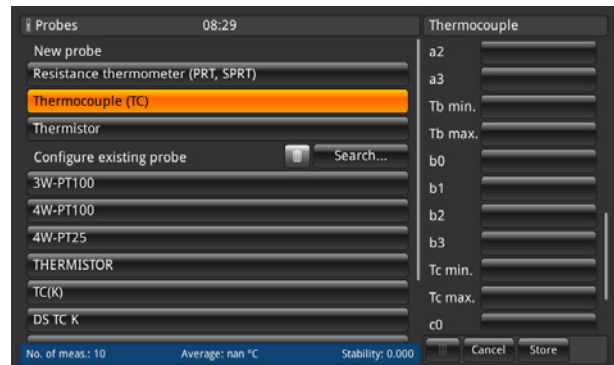 Probes 08:29
New probe
Resistance thermometer (PRT, SPRT)
Thermocouple (TC)
Thermistor
Configure existing probe Search...
3W-PT100
4W-PT100
4W-PT25
THERMISTOR
TC(K)
DS TC K
No. of meas.: 10 Average: nan °C Stability: 0.000
Thermocouple
a2
a3
Tb min.
Tb max.
b0
b1
b2
b3
Tc min.
Tc max.
c0
Cancel Store